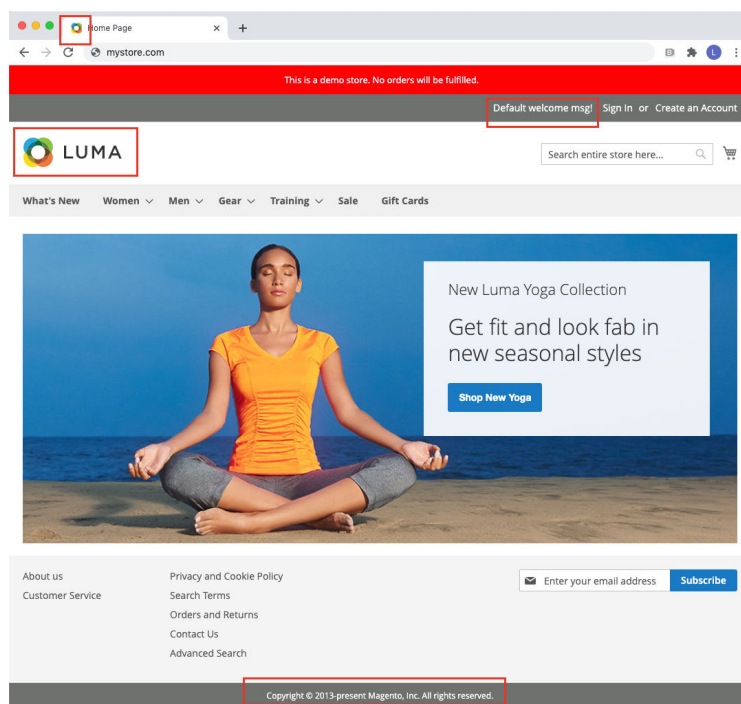 Home Page
mystore.com
L
This is a demo store. No orders will be fulfilled.
Default welcome msg! Sign In or Create an Account
LUMA
Search entire store here...
What's New Women Men Gear Training Sale Gift Cards
New Luma Yoga Collection
Get fit and look fab in
new seasonal styles
Shop New Yoga
About us
Customer Service
Privacy and Cookie Policy
Search Terms
Orders and Returns
Contact Us
Advanced Search
Enter your email address Subscribe
Copyright © 2013-present Magento, Inc. All rights reserved.